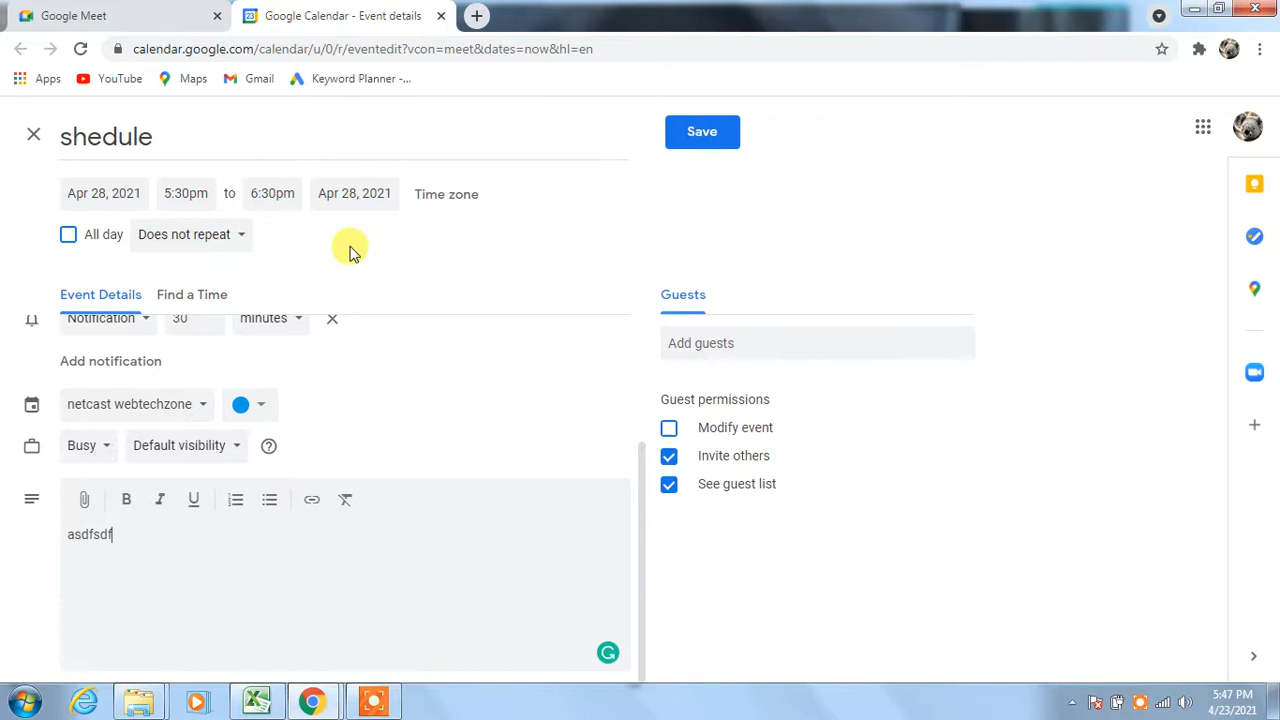 Google Meet
Google Calendar - Event details
calendar.google.com/calendar/u/0/r/eventedit?vcon=meet&dates=now&hl=en
Apps YouTube Maps Gmail Keyword Planner -...
shedule
Save
Apr 28, 2021 5:30pm to 6:30pm Apr 28, 2021 Time zone
All day Does not repeat
Event Details Find a Time
Guests
Notification 30 minutes
Add guests
Add notification
netcast webtechzone
Guest permissions
Modify event
Busy Default visibility
Invite others
See guest list
B I U
asdfsdf
5:47 PM
4/23/2021